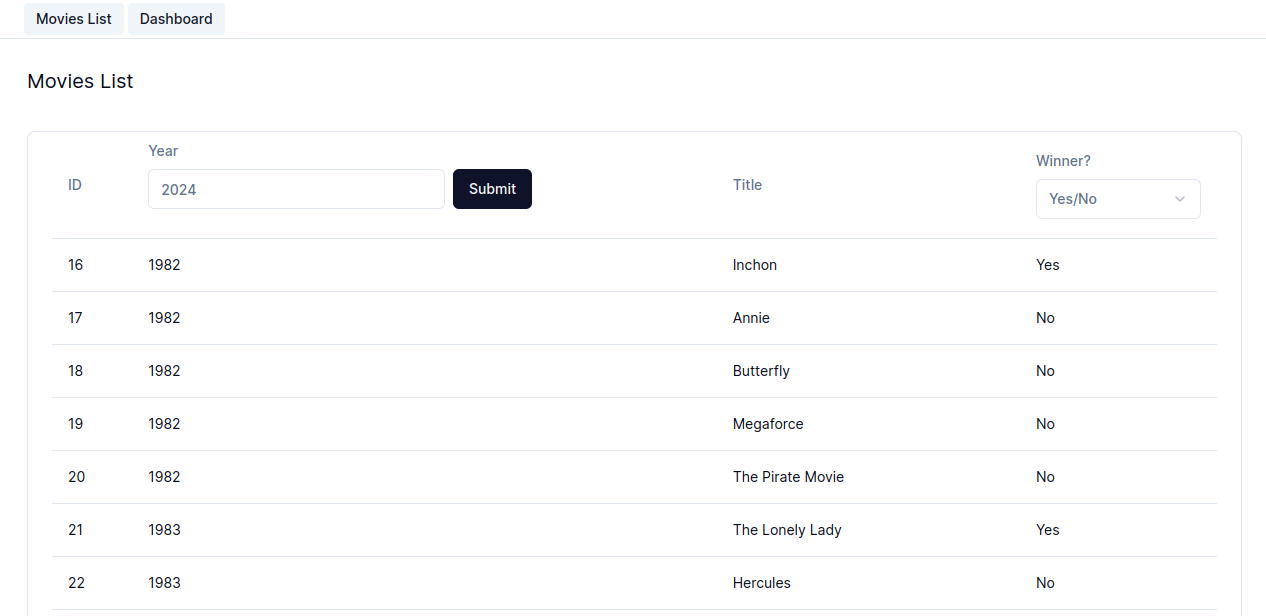 Movies List Dashboard
Movies List
Year
Winner?
ID 2024 Submit Title Yes/No
16 1982 Inchon Yes
17 1982 Annie No
18 1982 Butterfly No
19 1982 Megaforce No
20 1982 The Pirate Movie No
21 1983 The Lonely Lady Yes
22 1983 Hercules No